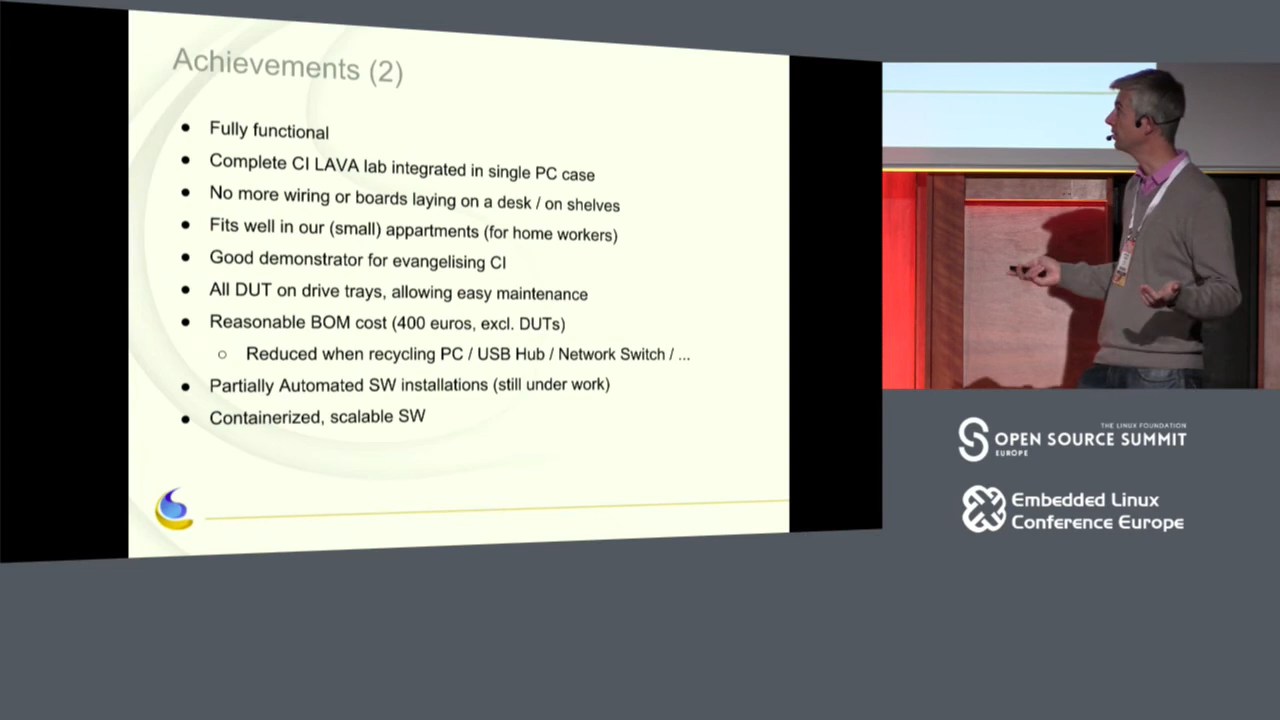 Achievements (2)
● Fully functional
● Complete CI LAVA lab integrated in single PC case
● No more wiring or boards laying on a desk / on shelves
● Fits well in our (small) appartments (for home workers)
● Good demonstrator for evangelising CI
● All DUT on drive trays, allowing easy maintenance
● Reasonable BOM cost (400 euros, excl. DUTs)
○ Reduced when recycling PC / USB Hub / Network Switch / ...
● Partially Automated SW installations (still under work)
● Containerized, scalable SW
THE LINUX FOUNDATION
OPEN SOURCE SUMMIT
EUROPE
Embedded Linux
Conference Europe